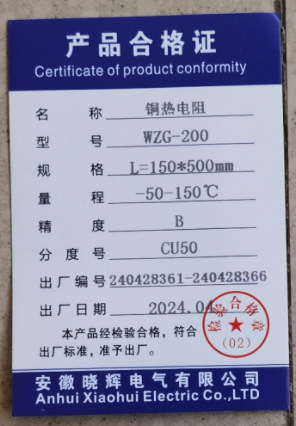 产品合格证
Certificate of product conformity
名 称 铜热电阻
型 号 WZG-200
规 格 L=150*500mm
量 程 -50-150℃
精 度 B
分 度 号 CU50
出厂编号 240428361-240428366
出厂日期 2024.04
检验合格章
(02)
本产品经检验合格，符合
出厂标准，准予出厂。
安徽晓辉电气有限公司
Anhui Xiaohui Electric Co.,LTD